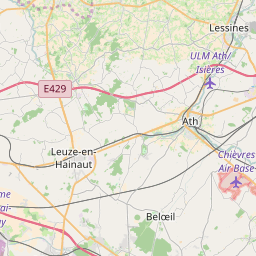 Lessines
ULM Ath/
Isières
E429
Ath
Leuze-en-
Hainaut
Chièvres
Air Base
Belœil